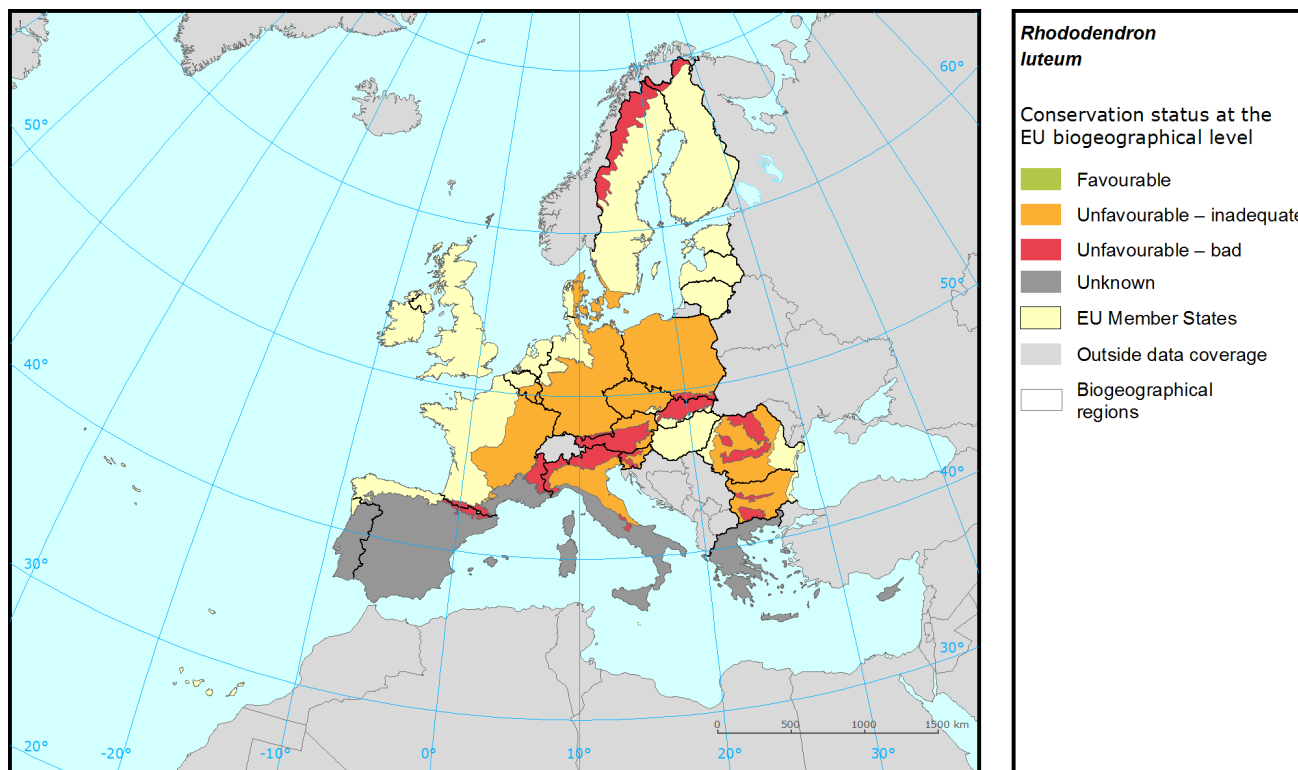 Rhododendron
luteum
Conservation status at the
EU biogeographical level
Favourable
Unfavourable – inadequate
Unfavourable – bad
Unknown
EU Member States
Outside data coverage
Biogeographical
regions
60°
50°
50°
40°
40°
30°
30°
20°
-20°
-10°
0°
10°
20°
30°
0 500 1000 1500 km